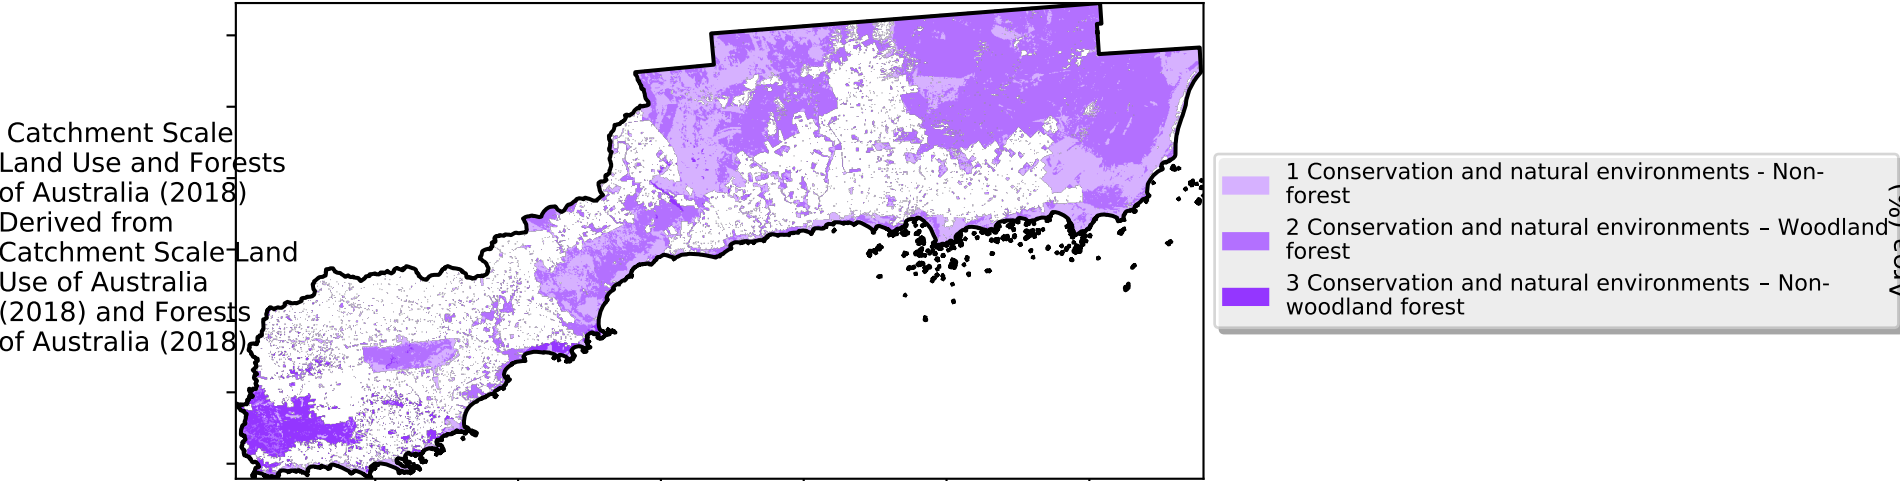 Catchment Scale
Land Use and Forests
of Australia (2018)
Derived from
Catchment Scale Land
Use of Australia
(2018) and Forests
of Australia (2018)
1 Conservation and natural environments - Non-
forest
2 Conservation and natural environments – Woodland
forest
3 Conservation and natural environments – Non-
woodland forest
Area (%)